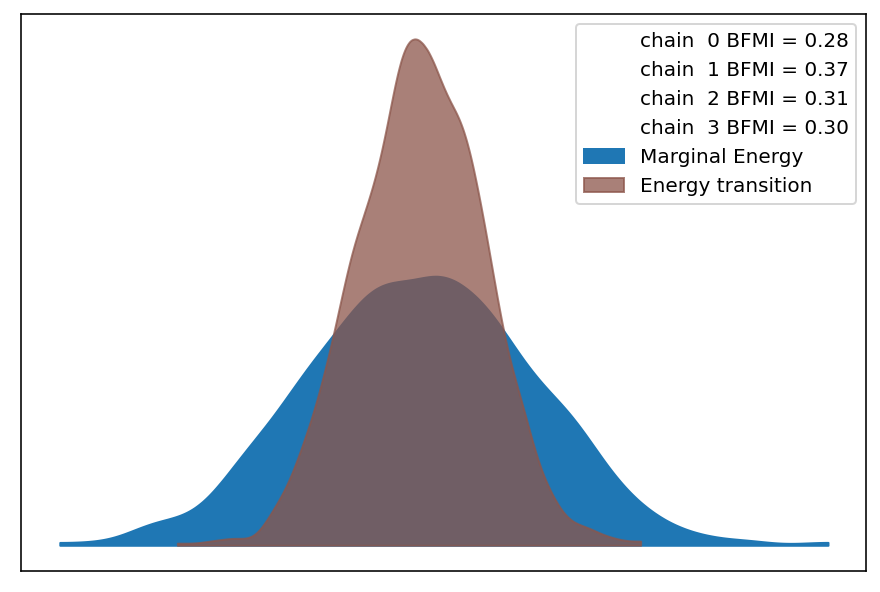 chain  0 BFMI = 0.28
chain  1 BFMI = 0.37
chain  2 BFMI = 0.31
chain  3 BFMI = 0.30
Marginal Energy
Energy transition